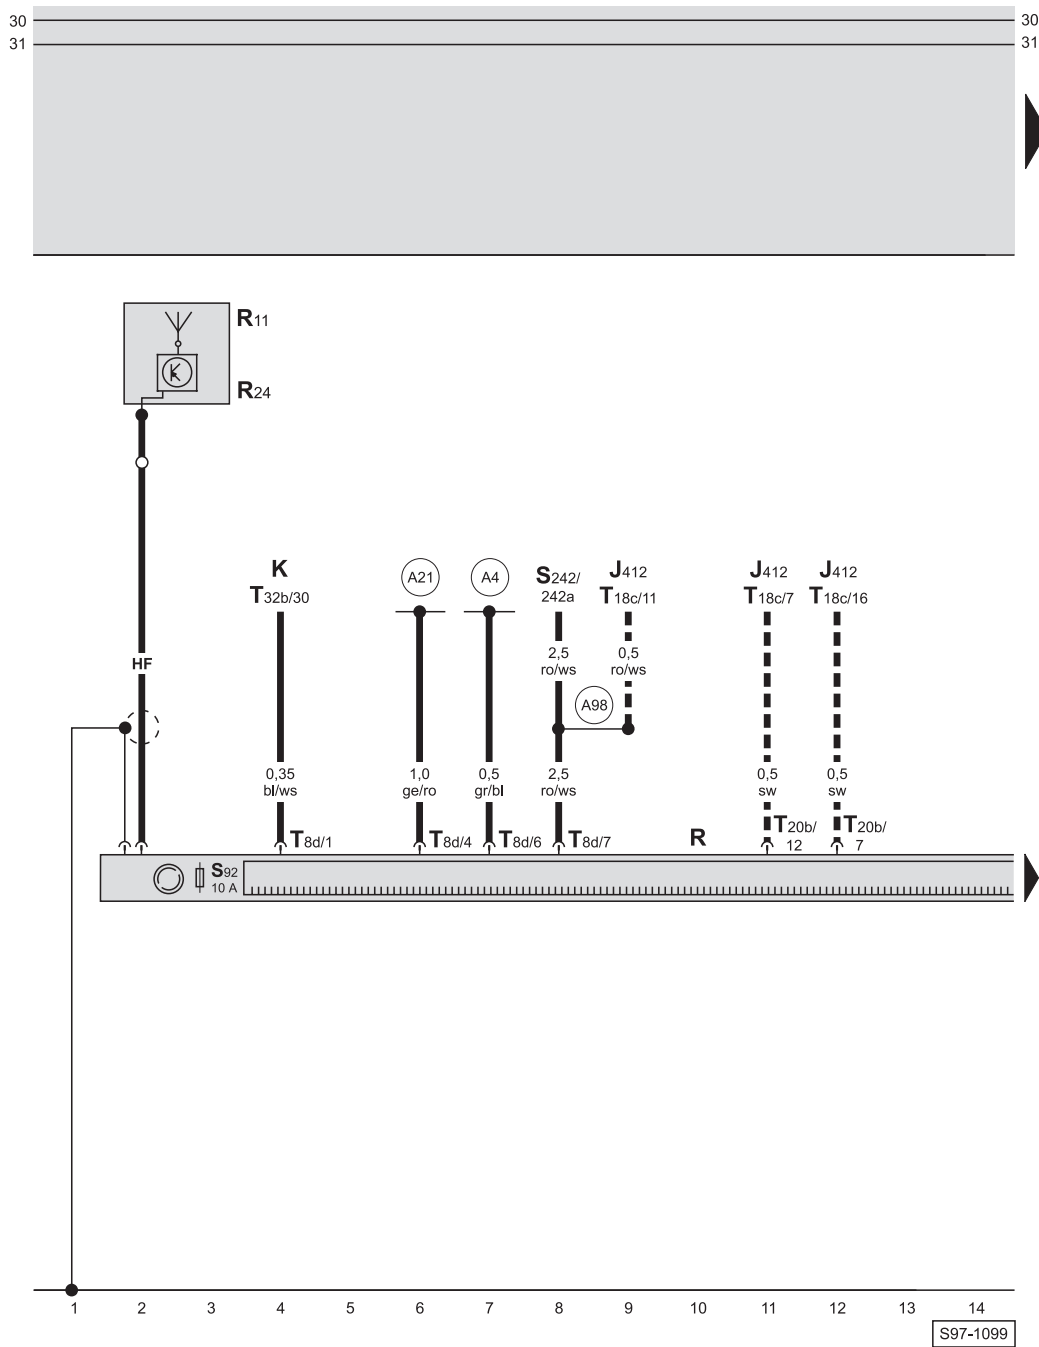 30 30
31 31
R11
R24
K
T32b/30
A21
A4
S242/
242a
J412
T18c/11
J412
T18c/7
J412
T18c/16
HF
2,5
ro/ws
0,5
ro/ws
A98
0,35
bl/ws
1,0
ge/ro
0,5
gr/bl
2,5
ro/ws
0,5
sw
0,5
sw
T8d/1
T8d/4
T8d/6
T8d/7
R
T20b/
12
T20b/
7
S92
10 A
1 2 3 4 5 6 7 8 9 10 11 12 13 14
S97-1099